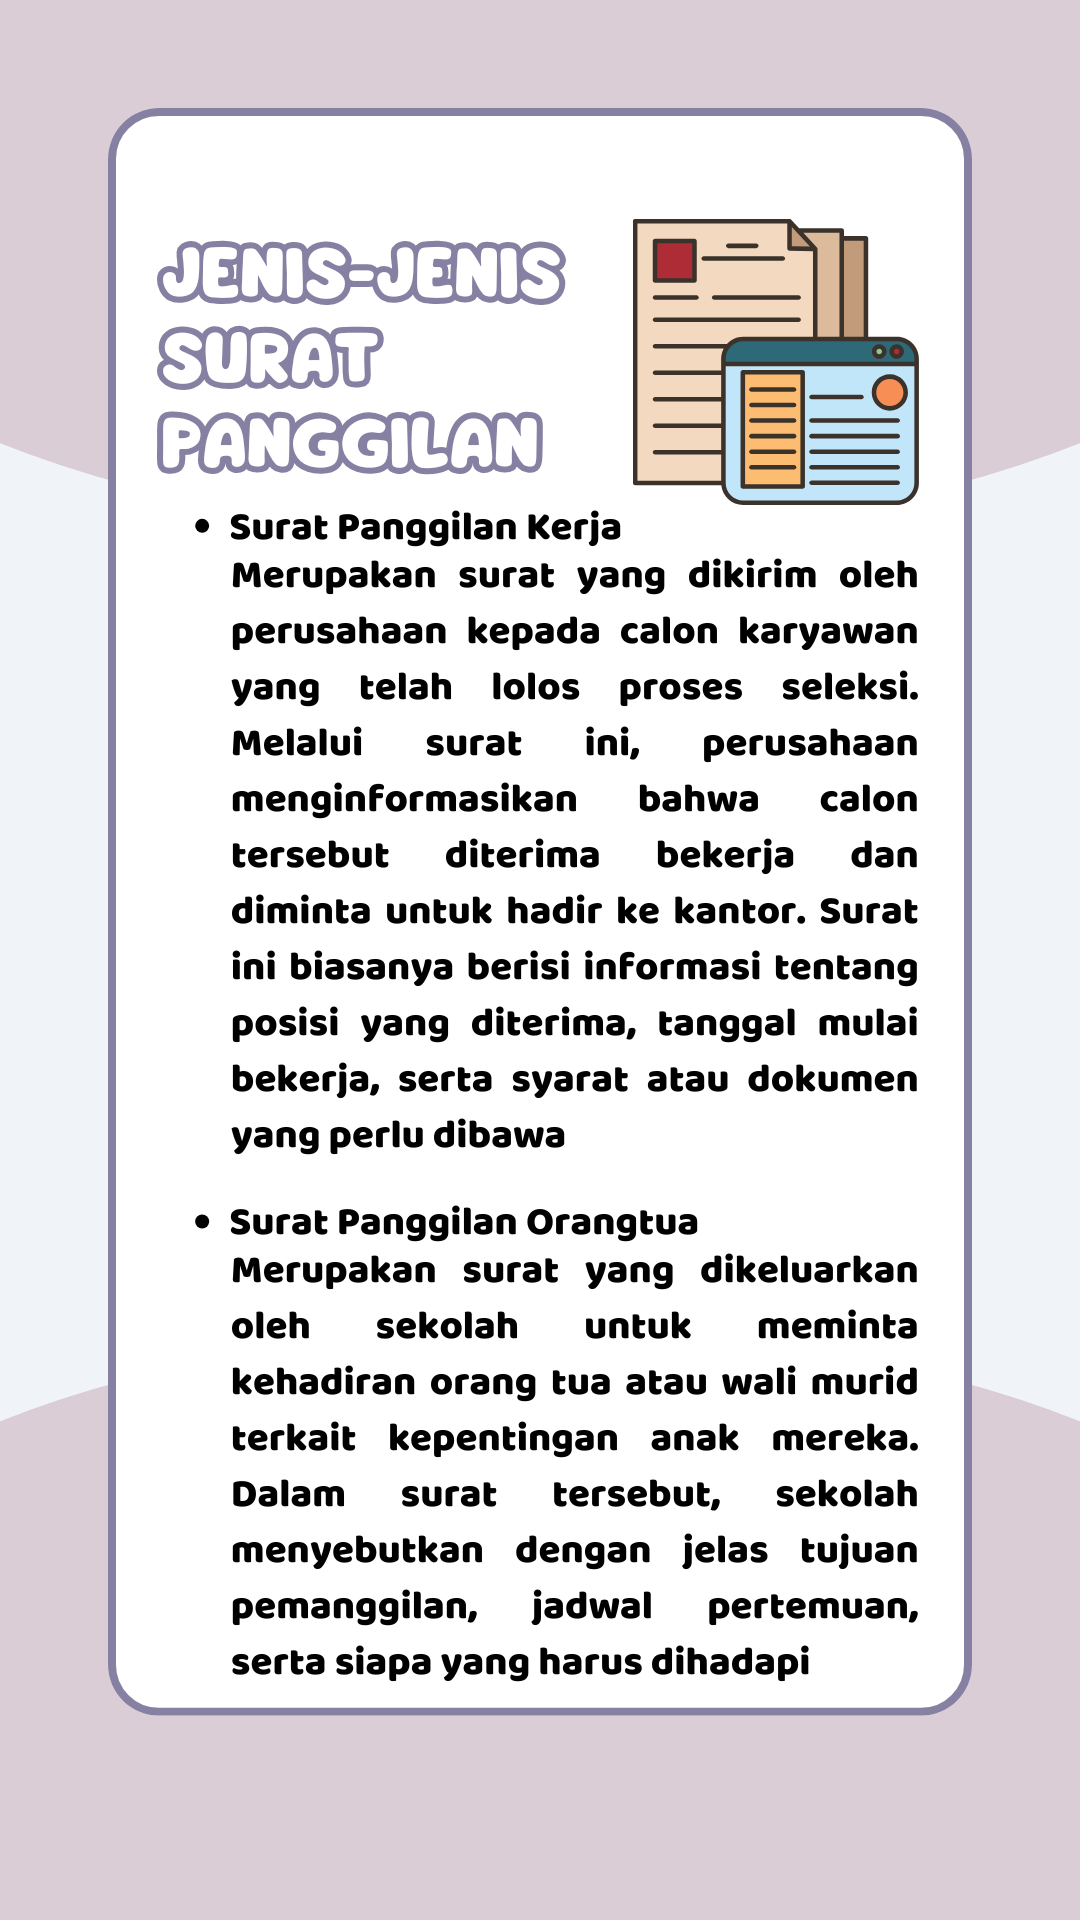 JENIS-JENIS
SURAT
PANGGILAN
• Surat Panggilan Kerja
Merupakan surat yang dikirim oleh
perusahaan kepada calon karyawan
yang telah lolos proses seleksi.
Melalui surat ini, perusahaan
menginformasikan bahwa calon
tersebut diterima bekerja dan
diminta untuk hadir ke kantor. Surat
ini biasanya berisi informasi tentang
posisi yang diterima, tanggal mulai
bekerja, serta syarat atau dokumen
yang perlu dibawa
• Surat Panggilan Orangtua
Merupakan surat yang dikeluarkan
oleh sekolah untuk meminta
kehadiran orang tua atau wali murid
terkait kepentingan anak mereka.
Dalam surat tersebut, sekolah
menyebutkan dengan jelas tujuan
pemanggilan, jadwal pertemuan,
serta siapa yang harus dihadapi